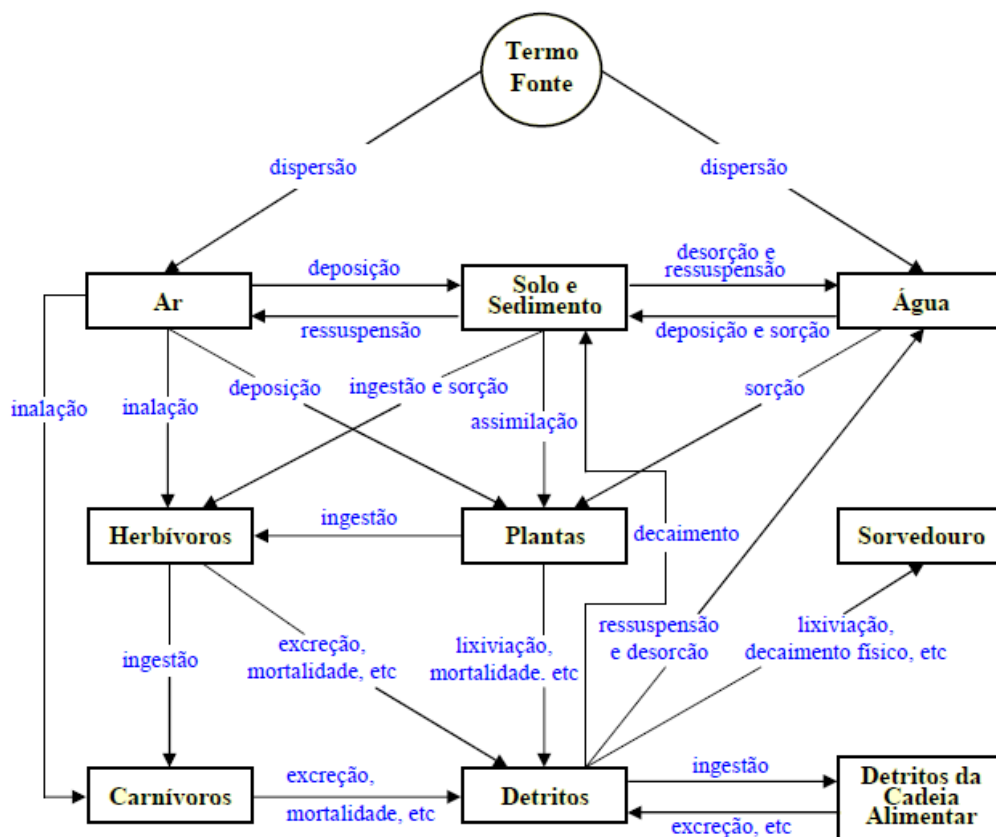 Termo
Fonte
dispersão
dispersão
desorção e
ressuspensão
deposição
Ar
Solo e
Sedimento
Água
ressuspensão
deposição e sorção
inalação
inalação
deposição
ingestão e sorção
assimilação
sorção
Herbívoros
ingestão
Plantas
decaimento
Sorvedouro
ingestão
excreção,
mortalidade, etc
lixiviação,
mortalidade. etc
ressuspensão
e desorcão
lixiviação,
decaimento físico, etc
Carnívoros
excreção,
mortalidade, etc
Detritos
ingestão
excreção, etc
Detritos da
Cadeia
Alimentar